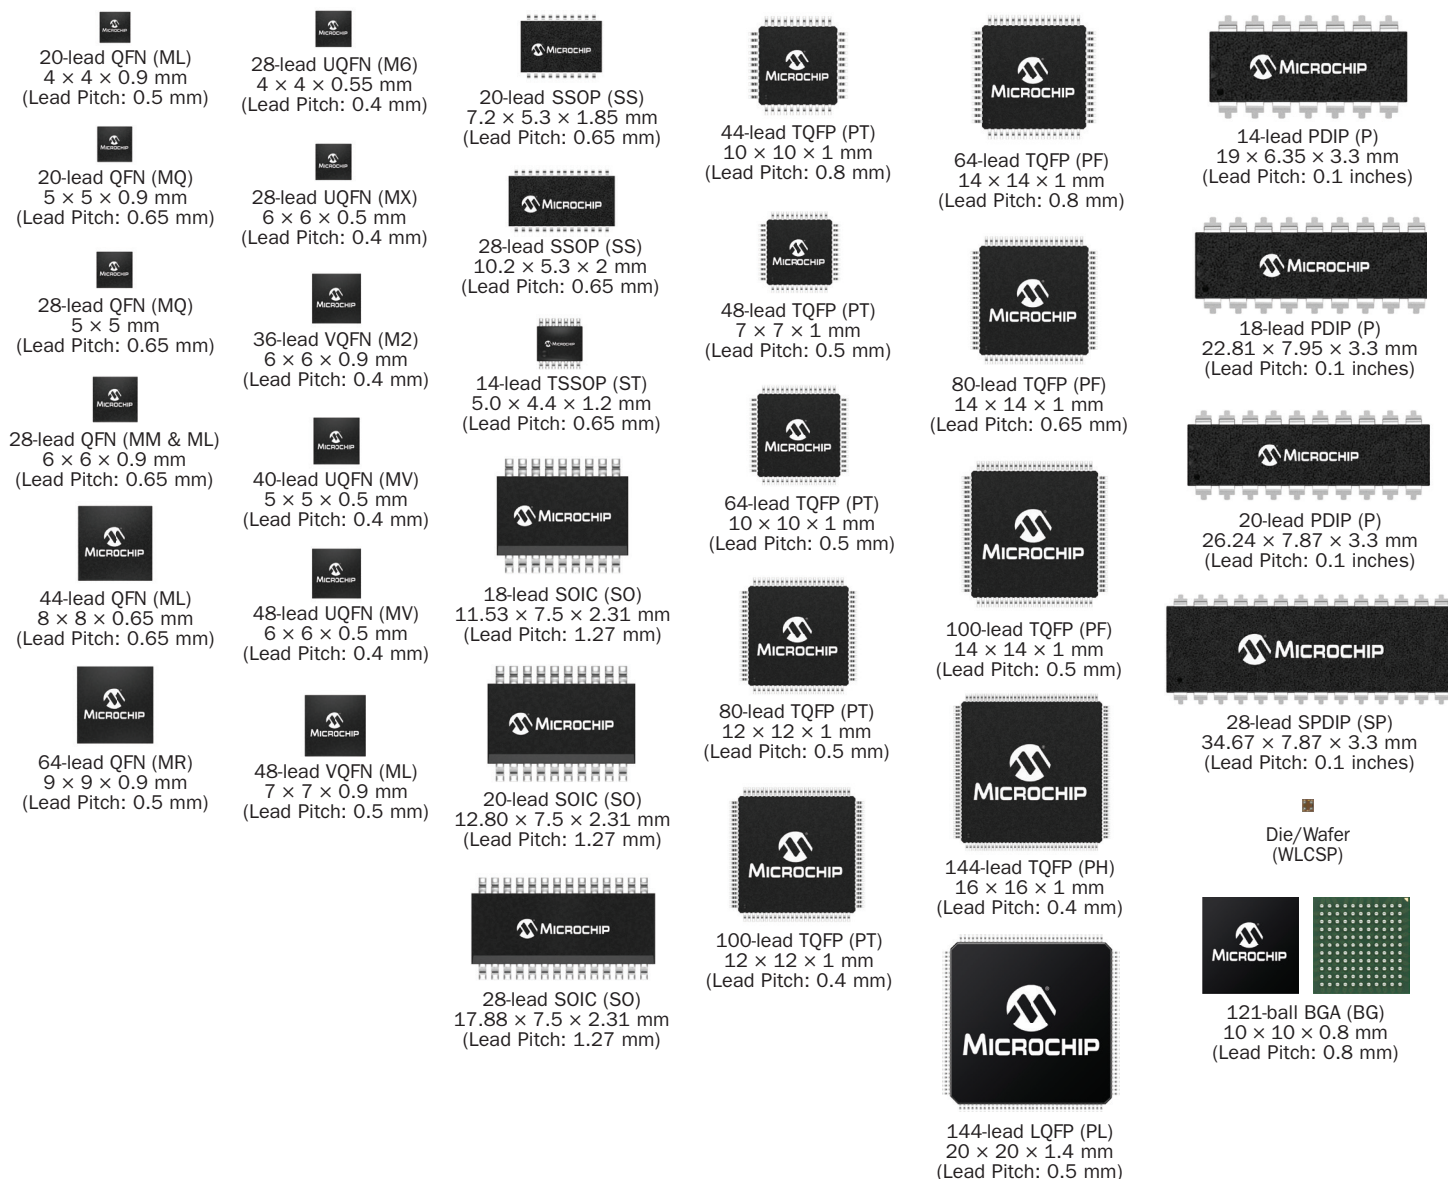 MICROCHIP
20-lead QFN (ML)
4 × 4 × 0.9 mm
(Lead Pitch: 0.5 mm)
MICROCHIP
20-lead QFN (MQ)
5 × 5 × 0.9 mm
(Lead Pitch: 0.65 mm)
MICROCHIP
28-lead QFN (MQ)
5 × 5 mm
(Lead Pitch: 0.65 mm)
MICROCHIP
28-lead QFN (MM & ML)
6 × 6 × 0.9 mm
(Lead Pitch: 0.65 mm)
MICROCHIP
44-lead QFN (ML)
8 × 8 × 0.65 mm
(Lead Pitch: 0.65 mm)
MICROCHIP
64-lead QFN (MR)
9 × 9 × 0.9 mm
(Lead Pitch: 0.5 mm)
MICROCHIP
28-lead UQFN (M6)
4 × 4 × 0.55 mm
(Lead Pitch: 0.4 mm)
MICROCHIP
28-lead UQFN (MX)
6 × 6 × 0.5 mm
(Lead Pitch: 0.4 mm)
MICROCHIP
36-lead VQFN (M2)
6 × 6 × 0.9 mm
(Lead Pitch: 0.4 mm)
MICROCHIP
40-lead UQFN (MV)
5 × 5 × 0.5 mm
(Lead Pitch: 0.4 mm)
MICROCHIP
48-lead UQFN (MV)
6 × 6 × 0.5 mm
(Lead Pitch: 0.4 mm)
MICROCHIP
48-lead VQFN (ML)
7 × 7 × 0.9 mm
(Lead Pitch: 0.5 mm)
MICROCHIP
20-lead SSOP (SS)
7.2 × 5.3 × 1.85 mm
(Lead Pitch: 0.65 mm)
MICROCHIP
28-lead SSOP (SS)
10.2 × 5.3 × 2 mm
(Lead Pitch: 0.65 mm)
MICROCHIP
14-lead TSSOP (ST)
5.0 × 4.4 × 1.2 mm
(Lead Pitch: 0.65 mm)
MICROCHIP
18-lead SOIC (SO)
11.53 × 7.5 × 2.31 mm
(Lead Pitch: 1.27 mm)
MICROCHIP
20-lead SOIC (SO)
12.80 × 7.5 × 2.31 mm
(Lead Pitch: 1.27 mm)
MICROCHIP
28-lead SOIC (SO)
17.88 × 7.5 × 2.31 mm
(Lead Pitch: 1.27 mm)
MICROCHIP
44-lead TQFP (PT)
10 × 10 × 1 mm
(Lead Pitch: 0.8 mm)
MICROCHIP
48-lead TQFP (PT)
7 × 7 × 1 mm
(Lead Pitch: 0.5 mm)
MICROCHIP
64-lead TQFP (PT)
10 × 10 × 1 mm
(Lead Pitch: 0.5 mm)
MICROCHIP
80-lead TQFP (PT)
12 × 12 × 1 mm
(Lead Pitch: 0.5 mm)
MICROCHIP
100-lead TQFP (PT)
12 × 12 × 1 mm
(Lead Pitch: 0.4 mm)
MICROCHIP
64-lead TQFP (PF)
14 × 14 × 1 mm
(Lead Pitch: 0.8 mm)
MICROCHIP
80-lead TQFP (PF)
14 × 14 × 1 mm
(Lead Pitch: 0.65 mm)
MICROCHIP
100-lead TQFP (PF)
14 × 14 × 1 mm
(Lead Pitch: 0.5 mm)
MICROCHIP
144-lead TQFP (PH)
16 × 16 × 1 mm
(Lead Pitch: 0.4 mm)
MICROCHIP
144-lead LQFP (PL)
20 × 20 × 1.4 mm
(Lead Pitch: 0.5 mm)
MICROCHIP
14-lead PDIP (P)
19 × 6.35 × 3.3 mm
(Lead Pitch: 0.1 inches)
MICROCHIP
18-lead PDIP (P)
22.81 × 7.95 × 3.3 mm
(Lead Pitch: 0.1 inches)
MICROCHIP
20-lead PDIP (P)
26.24 × 7.87 × 3.3 mm
(Lead Pitch: 0.1 inches)
MICROCHIP
28-lead SPDIP (SP)
34.67 × 7.87 × 3.3 mm
(Lead Pitch: 0.1 inches)
Die/Wafer
(WLCSP)
MICROCHIP
121-ball BGA (BG)
10 × 10 × 0.8 mm
(Lead Pitch: 0.8 mm)